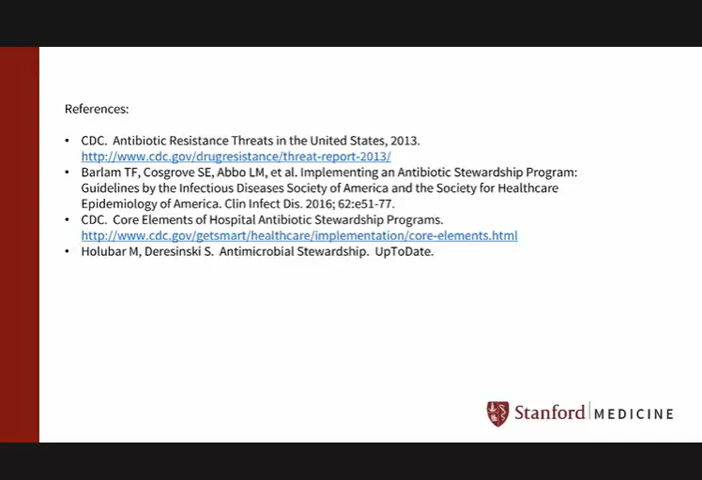 References:
• CDC.  Antibiotic Resistance Threats in the United States, 2013.
http://www.cdc.gov/drugresistance/threat-report-2013/
• Barlam TF, Cosgrove SE, Abbo LM, et al. Implementing an Antibiotic Stewardship Program:
Guidelines by the Infectious Diseases Society of America and the Society for Healthcare
Epidemiology of America. Clin Infect Dis. 2016; 62:e51-77.
• CDC.  Core Elements of Hospital Antibiotic Stewardship Programs.
http://www.cdc.gov/getsmart/healthcare/implementation/core-elements.html
• Holubar M, Deresinski S.  Antimicrobial Stewardship.  UpToDate.
Stanford MEDICINE